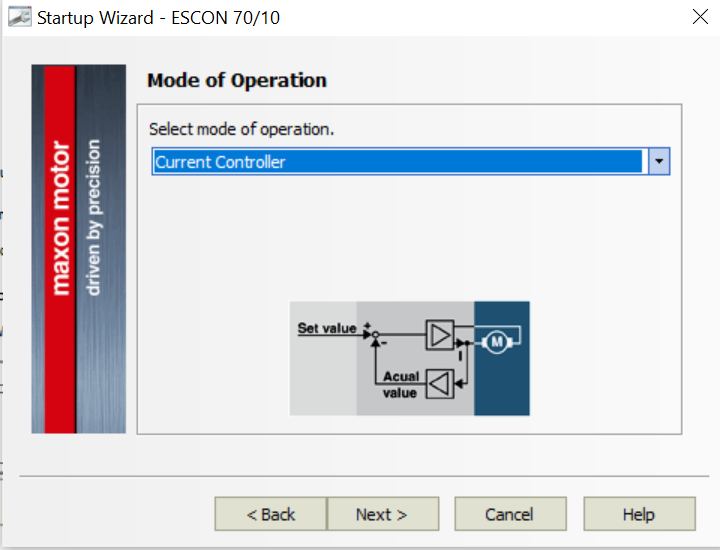 Startup Wizard - ESCON 70/10
maxon motor
driven by precision
Mode of Operation
Select mode of operation.
Current Controller
Set value
+
-
M
I
Acual
value
< Back
Next >
Cancel
Help